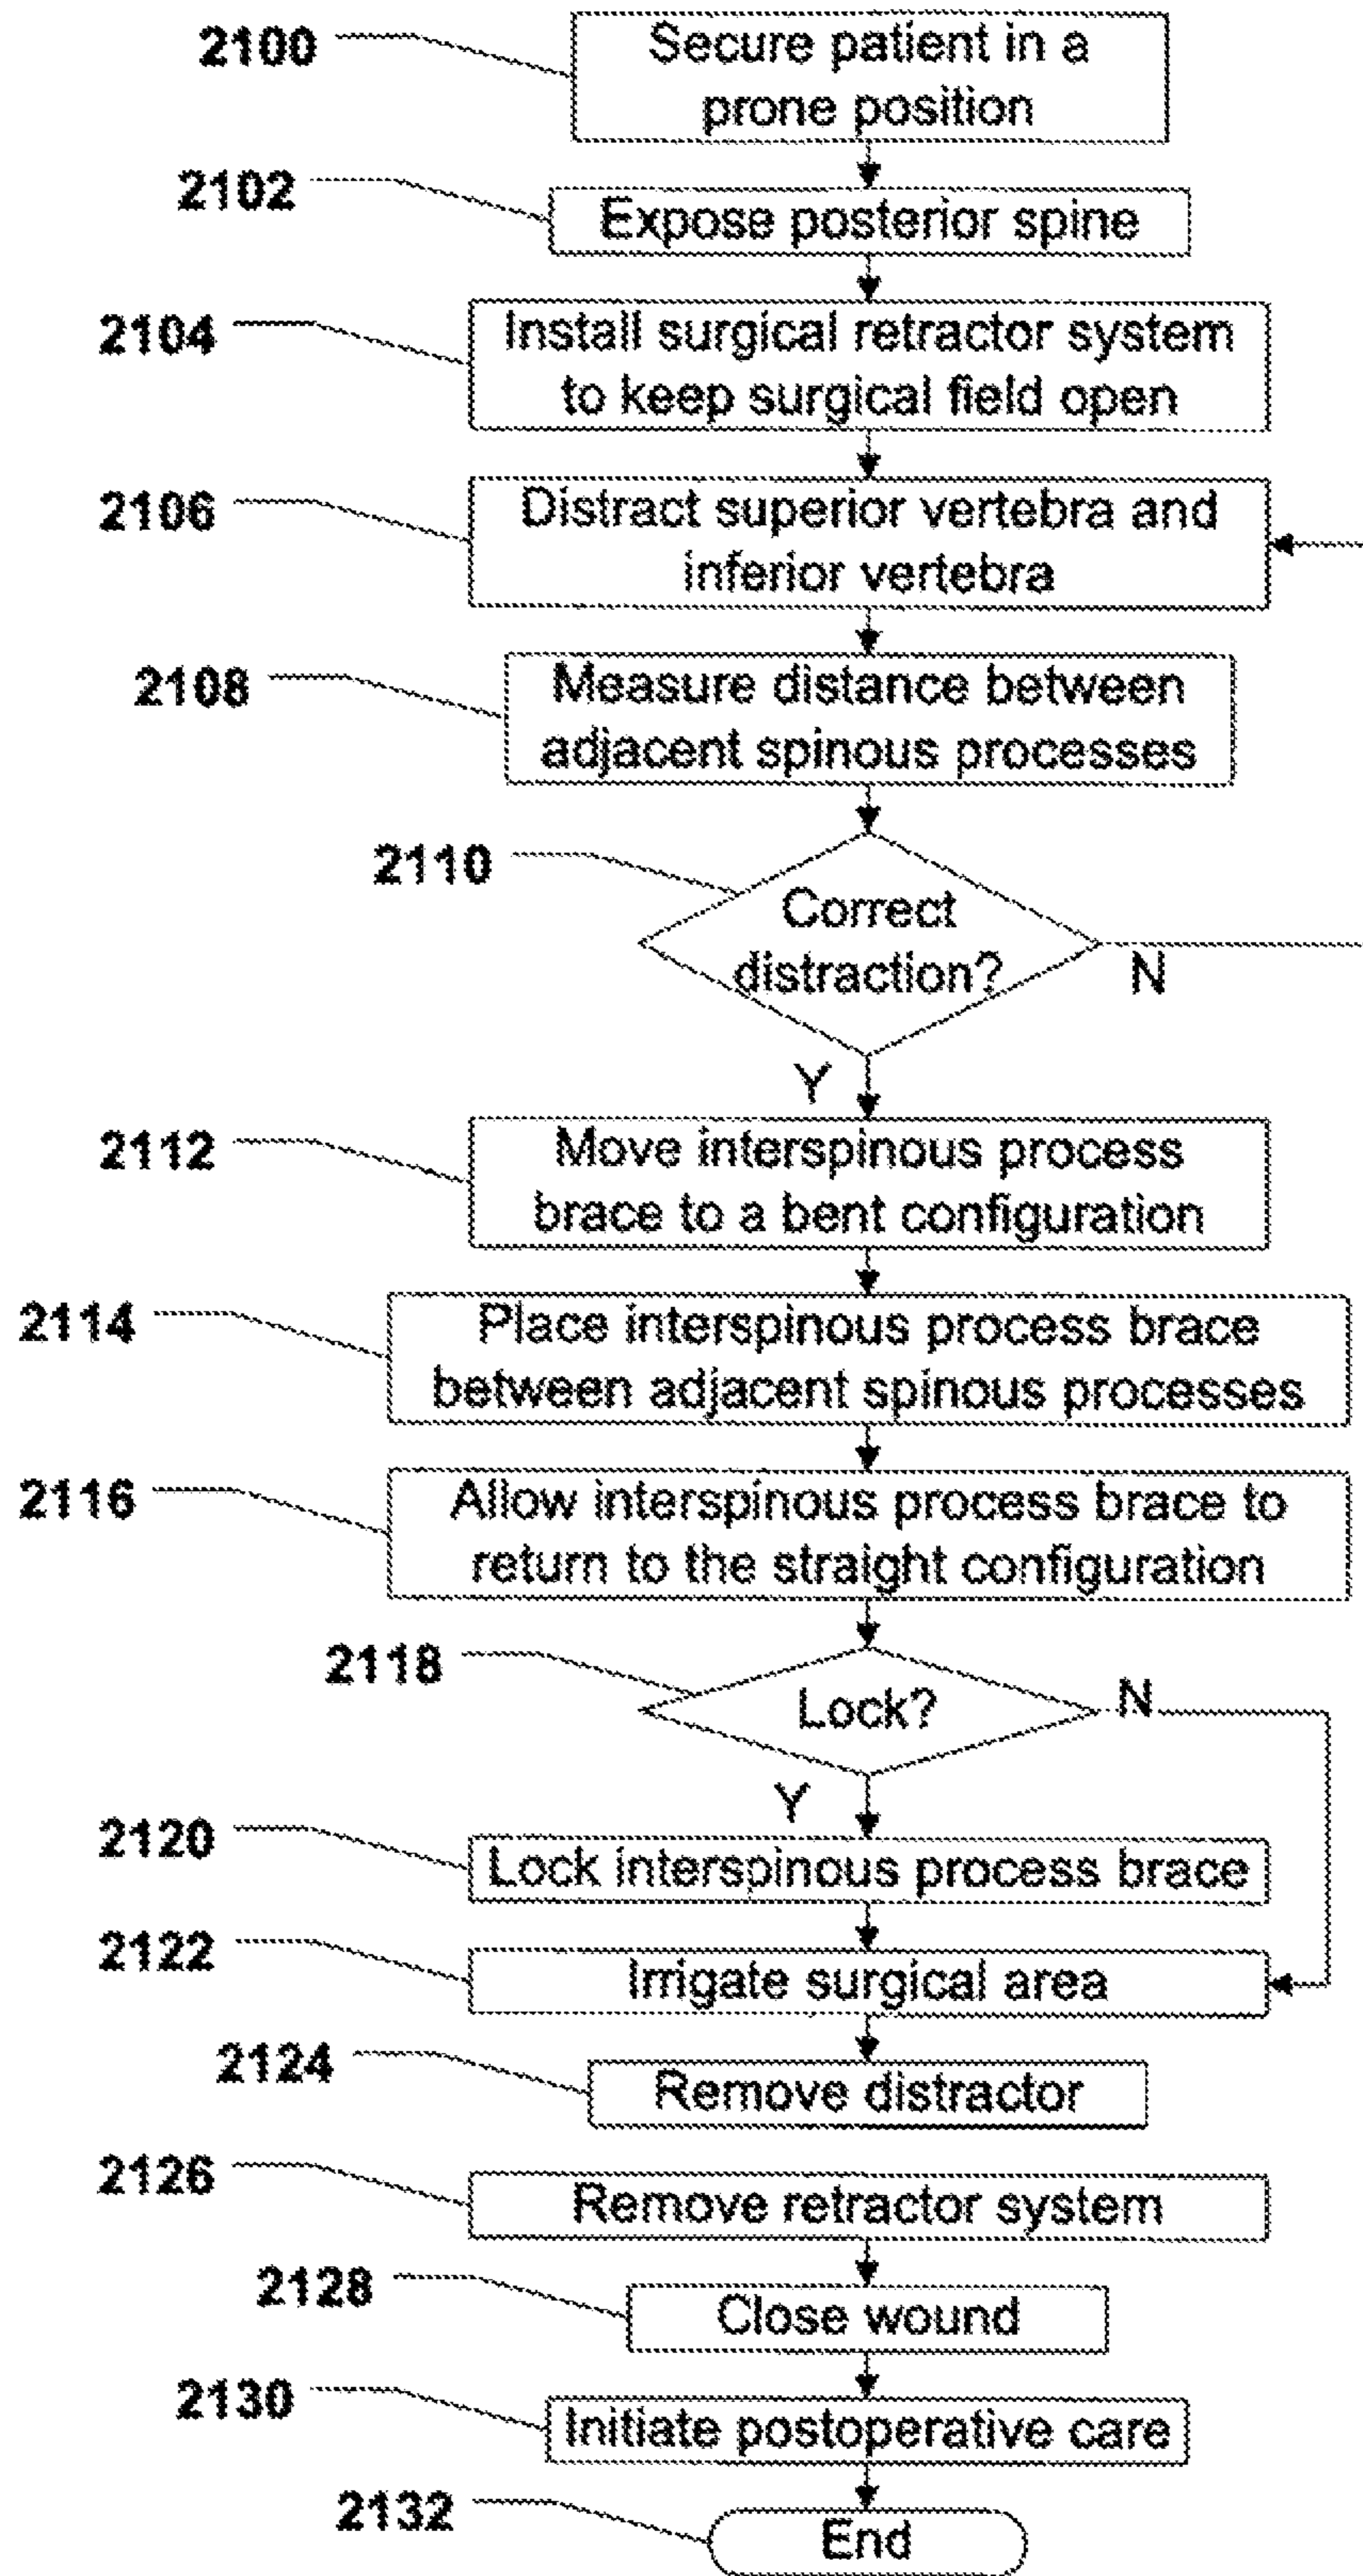 2100
Secure patient in a
prone position
2102
Expose posterior spine
2104
Install surgical retractor system
to keep surgical field open
2106
Distract superior vertebra and
inferior vertebra
2108
Measure distance between
adjacent spinous processes
2110
Correct
distraction?
N
Y
2112
Move interspinous process
brace to a bent configuration
2114
Place interspinous process brace
between adjacent spinous processes
2116
Allow interspinous process brace to
return to the straight configuration
2118
Lock?
N
Y
2120
Lock interspinous process brace
2122
Irrigate surgical area
2124
Remove distractor
2126
Remove retractor system
2128
Close wound
2130
Initiate postoperative care
2132
End